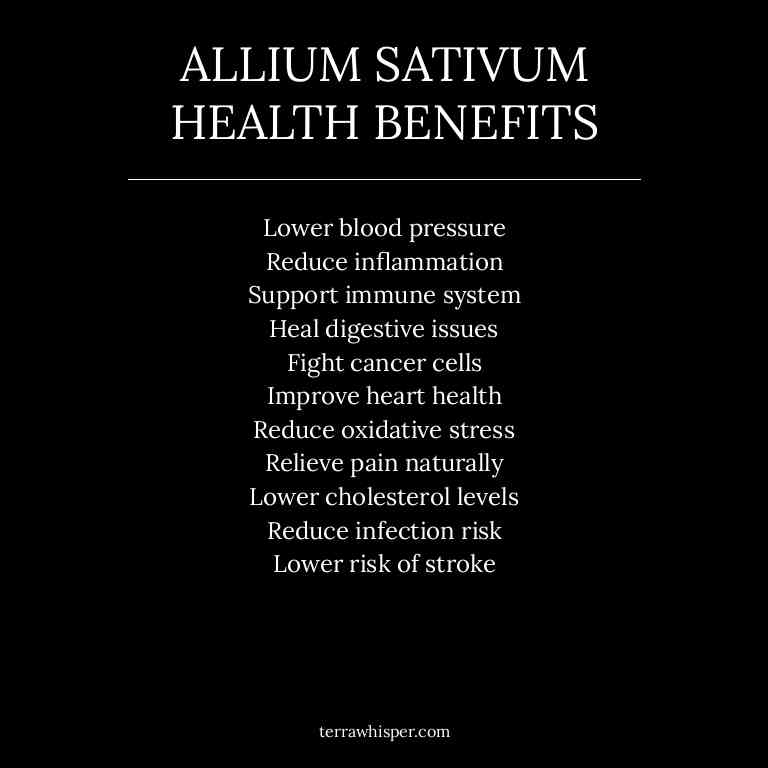 ALLIUM SATIVUM
HEALTH BENEFITS
Lower blood pressure
Reduce inflammation
Support immune system
Heal digestive issues
Fight cancer cells
Improve heart health
Reduce oxidative stress
Relieve pain naturally
Lower cholesterol levels
Reduce infection risk
Lower risk of stroke
terrawhisper.com